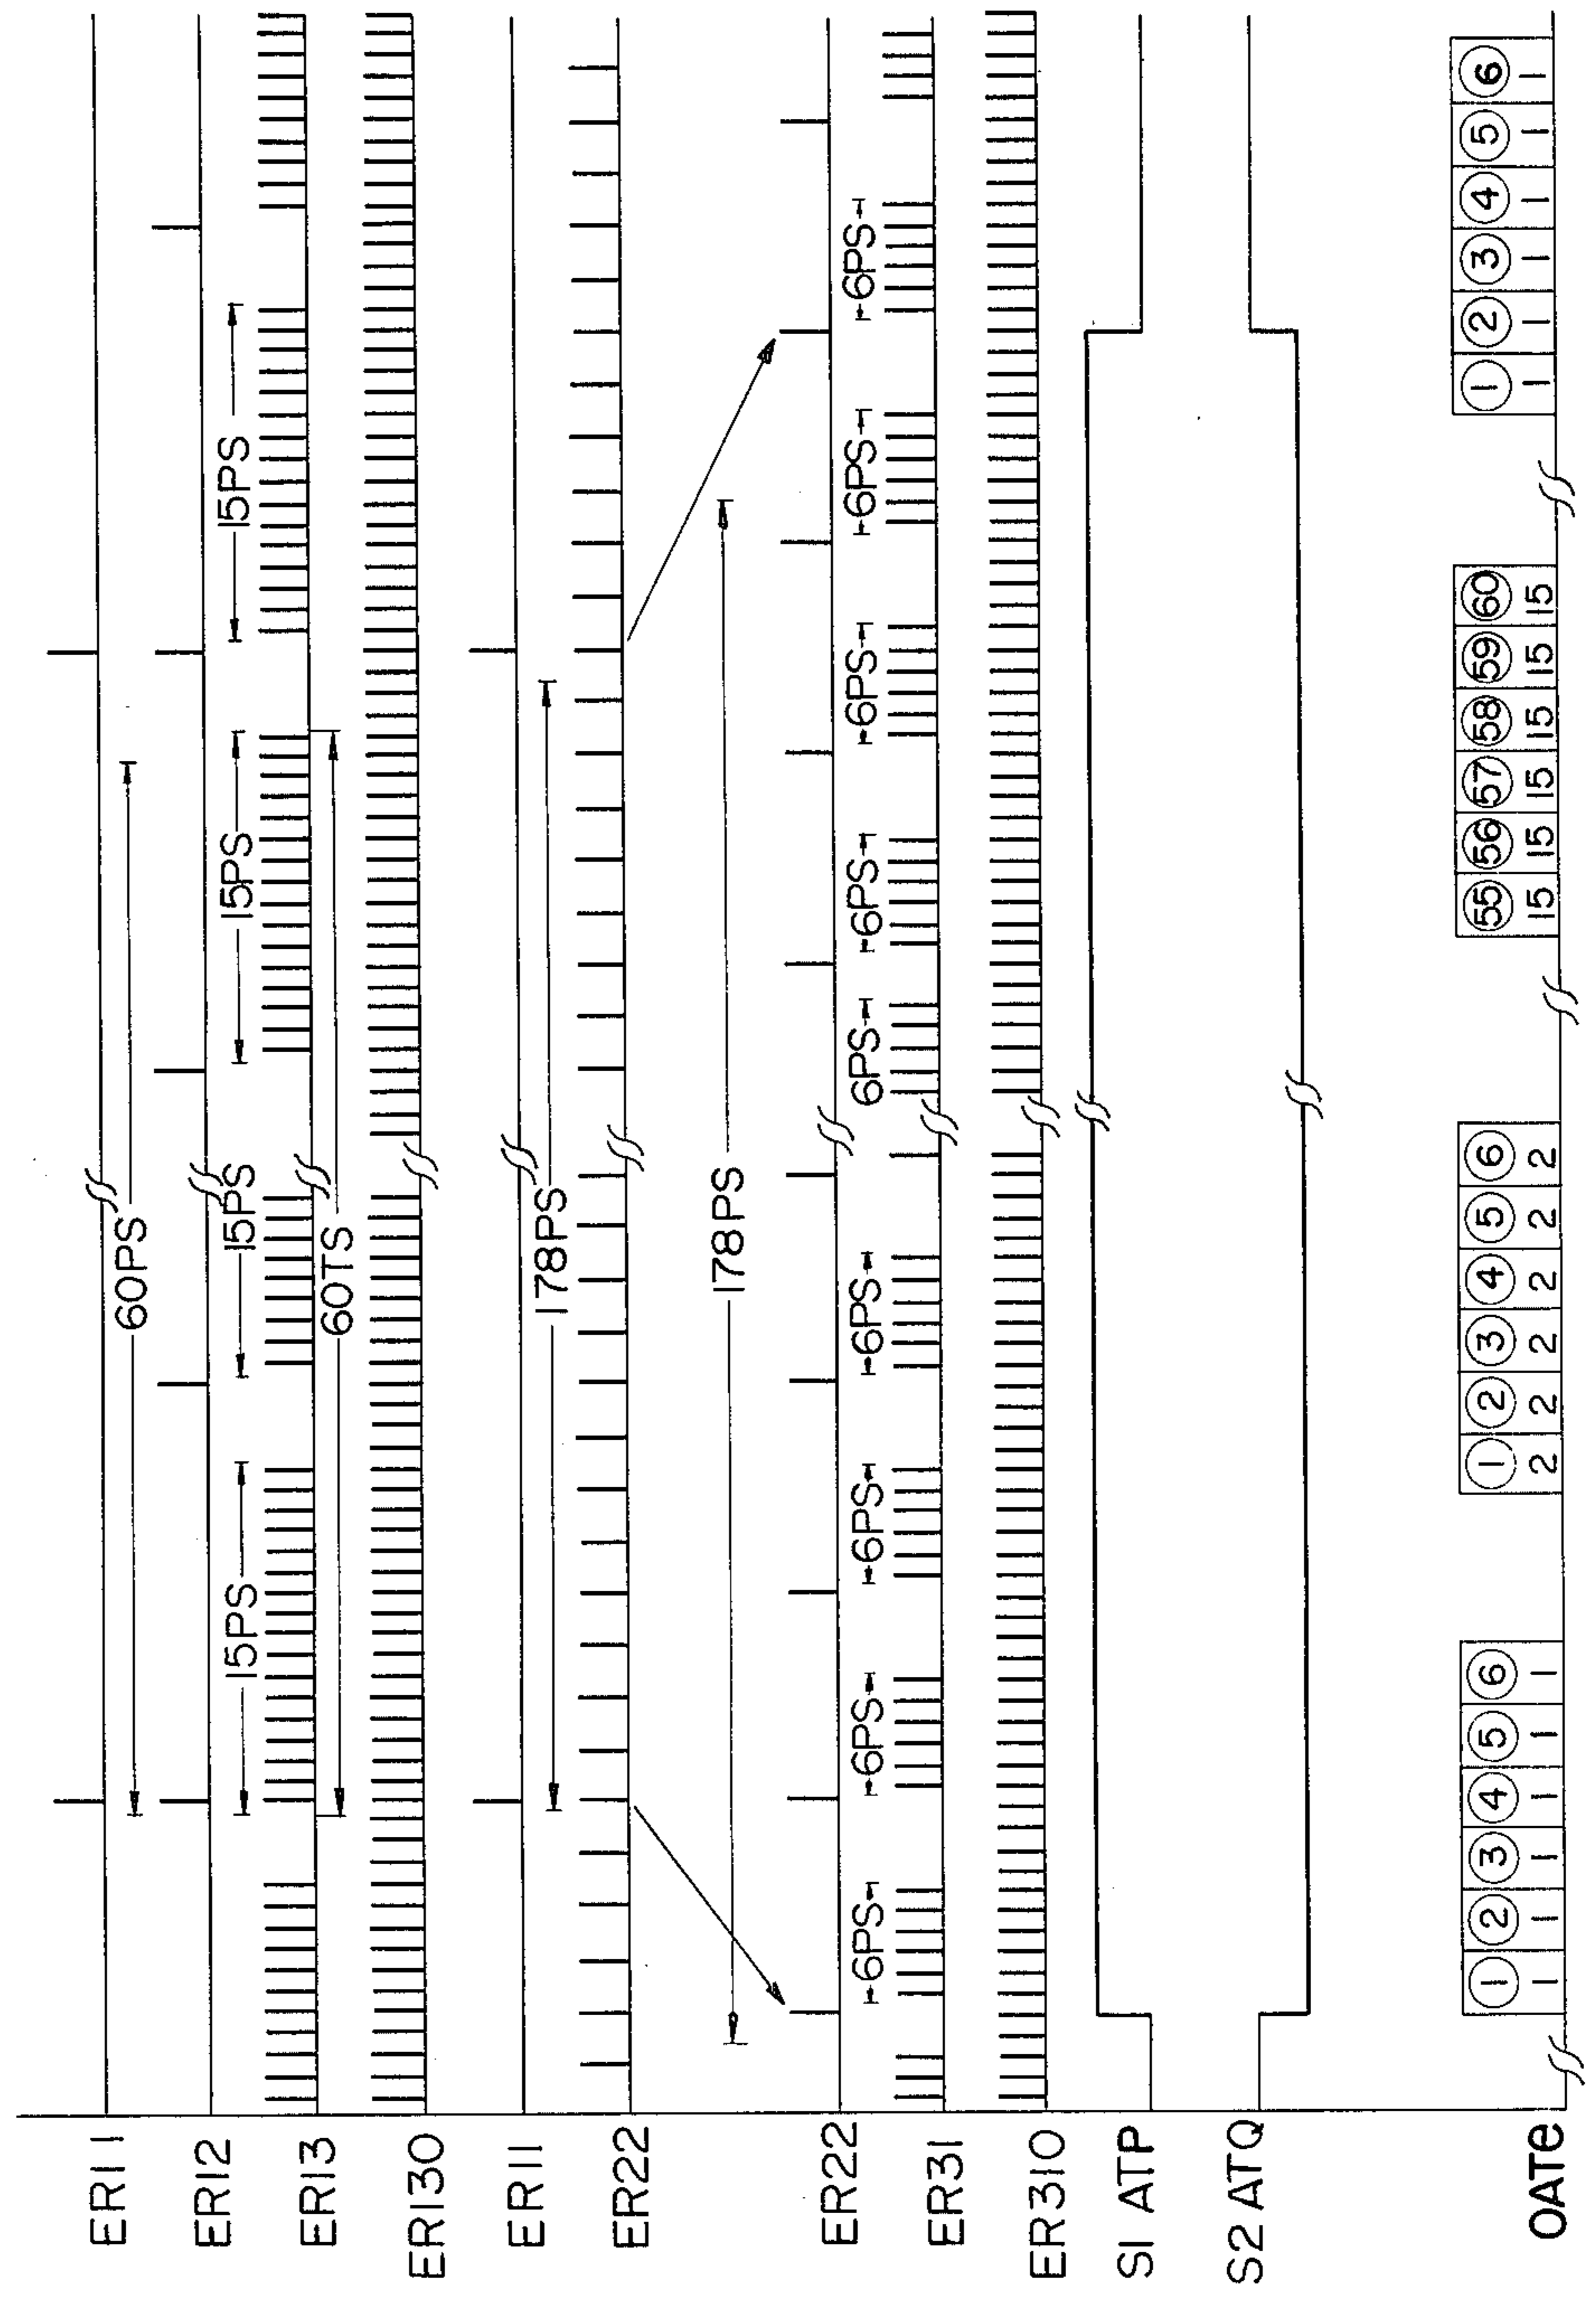 ER11
60PS
ER12
15PS 15PS 15PS 15PS
ER13
60TS
ER130
ER11
178PS
ER22
178PS
ER22
6PS 6PS 6PS 6PS 6PS 6PS 6PS 6PS 6PS
ER31
ER310
S1 ATP
S2 ATQ
① ② ③ ④ ⑤ ⑥ ① ② ③ ④ ⑤ ⑥ 55 56 57 58 59 60 ① ② ③ ④ ⑤ ⑥
1 1 1 1 1 1 2 2 2 2 2 2 15 15 15 15 15 15 1 1 1 1 1 1
OATe